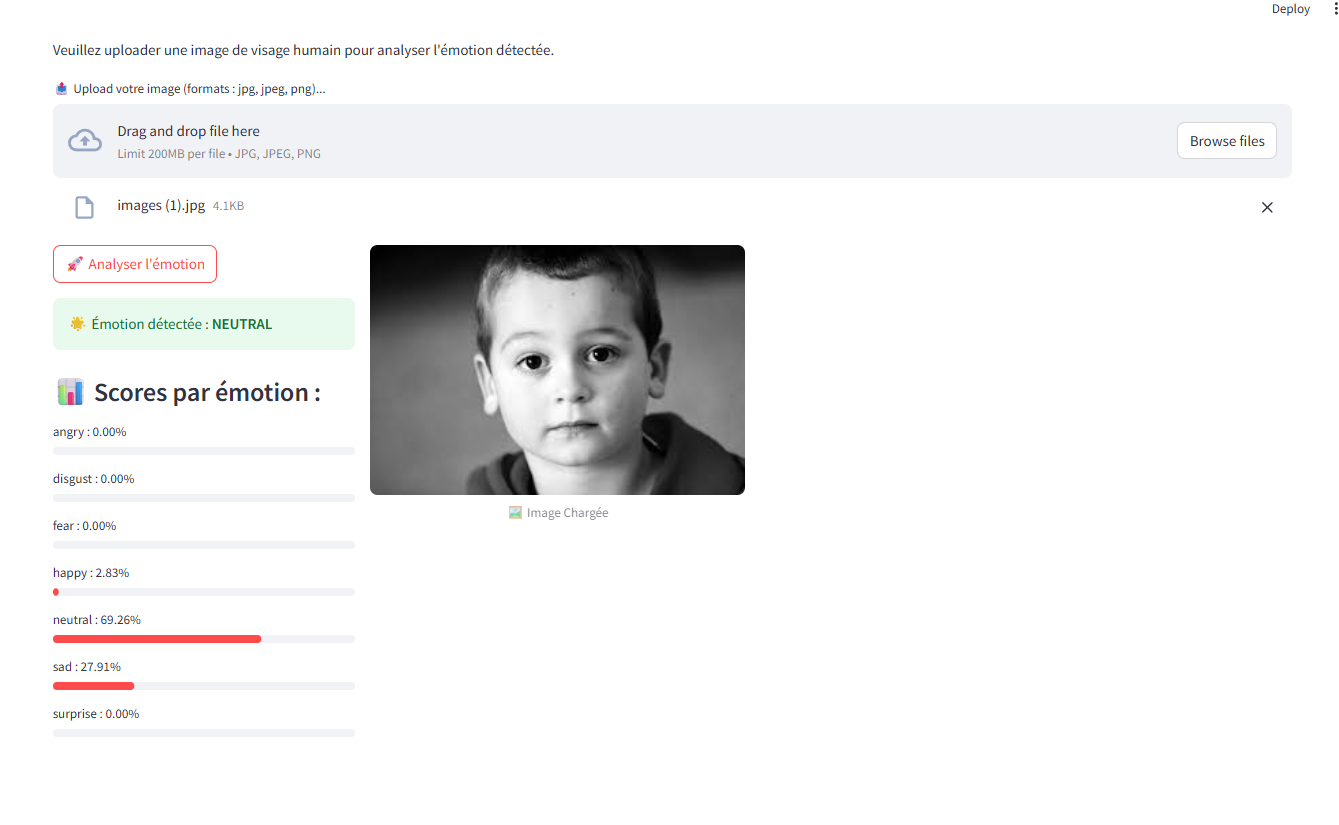 Deploy
Veuillez uploader une image de visage humain pour analyser l'émotion détectée.
📤 Upload votre image (formats : jpg, jpeg, png)...
Drag and drop file here
Limit 200MB per file • JPG, JPEG, PNG
Browse files
images (1).jpg 4.1KB
🚀 Analyser l'émotion
🌟 Émotion détectée : NEUTRAL
📊 Scores par émotion :
angry : 0.00%
disgust : 0.00%
fear : 0.00%
happy : 2.83%
neutral : 69.26%
sad : 27.91%
surprise : 0.00%
🖼️ Image Chargée